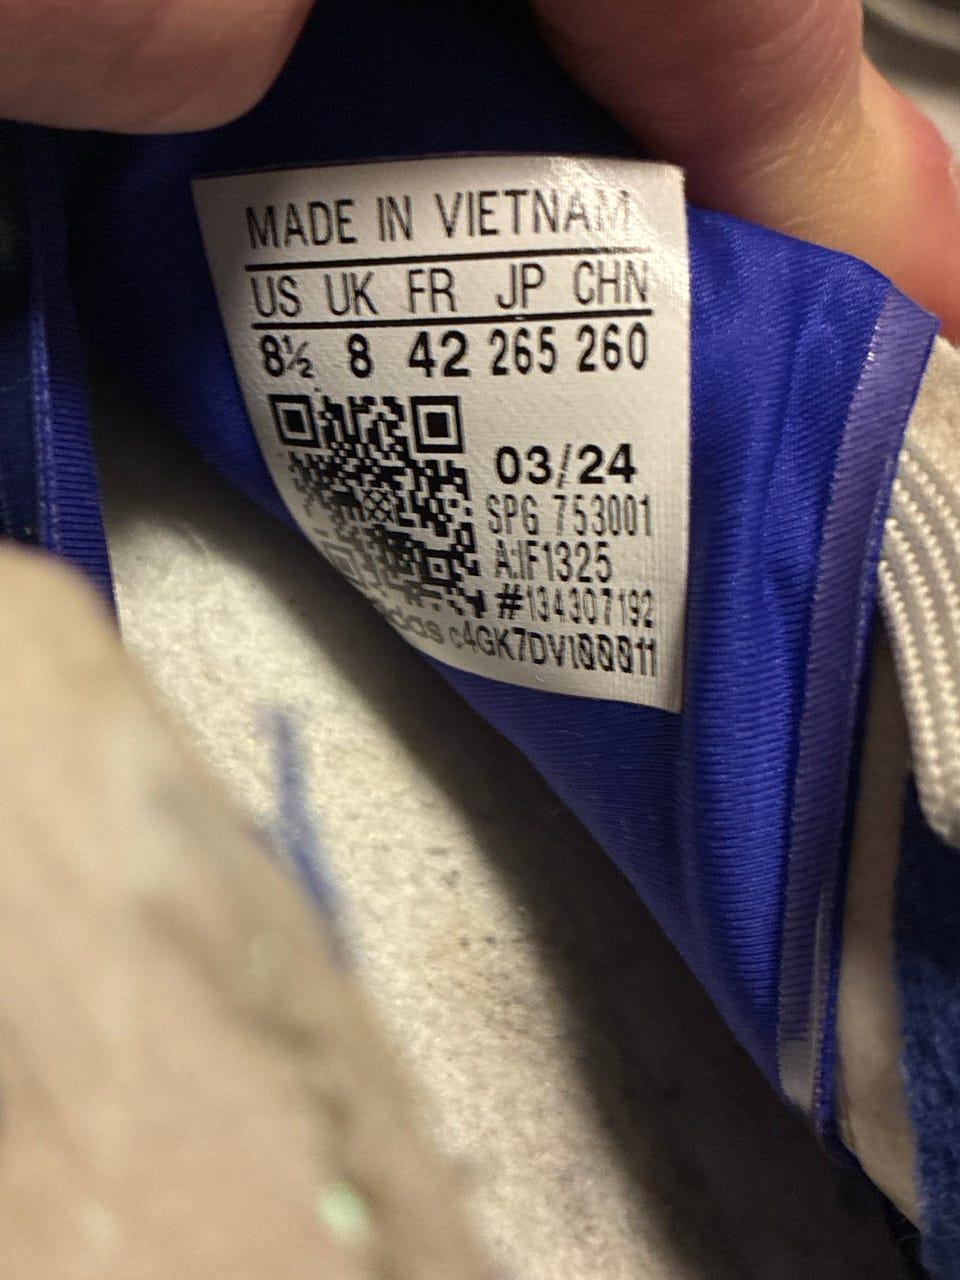 MADE IN VIETNAM
US UK FR JP CHN
8½ 8 42 265 260
03/24
SPG 753001
A:IF1325
#134307192
adidas c4GK7DV100011